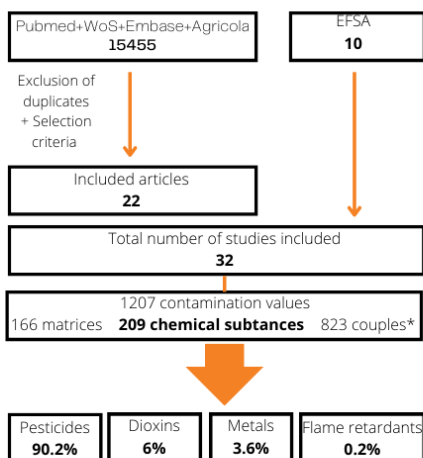 Pubmed+WoS+Embase+Agricola
15455
EFSA
10
Exclusion of
duplicates
+ Selection
criteria
Included articles
22
Total number of studies included
32
1207 contamination values
166 matrices 209 chemical subtances 823 couples*
Pesticides
90.2%
Dioxins
6%
Metals
3.6%
Flame retardants
0.2%